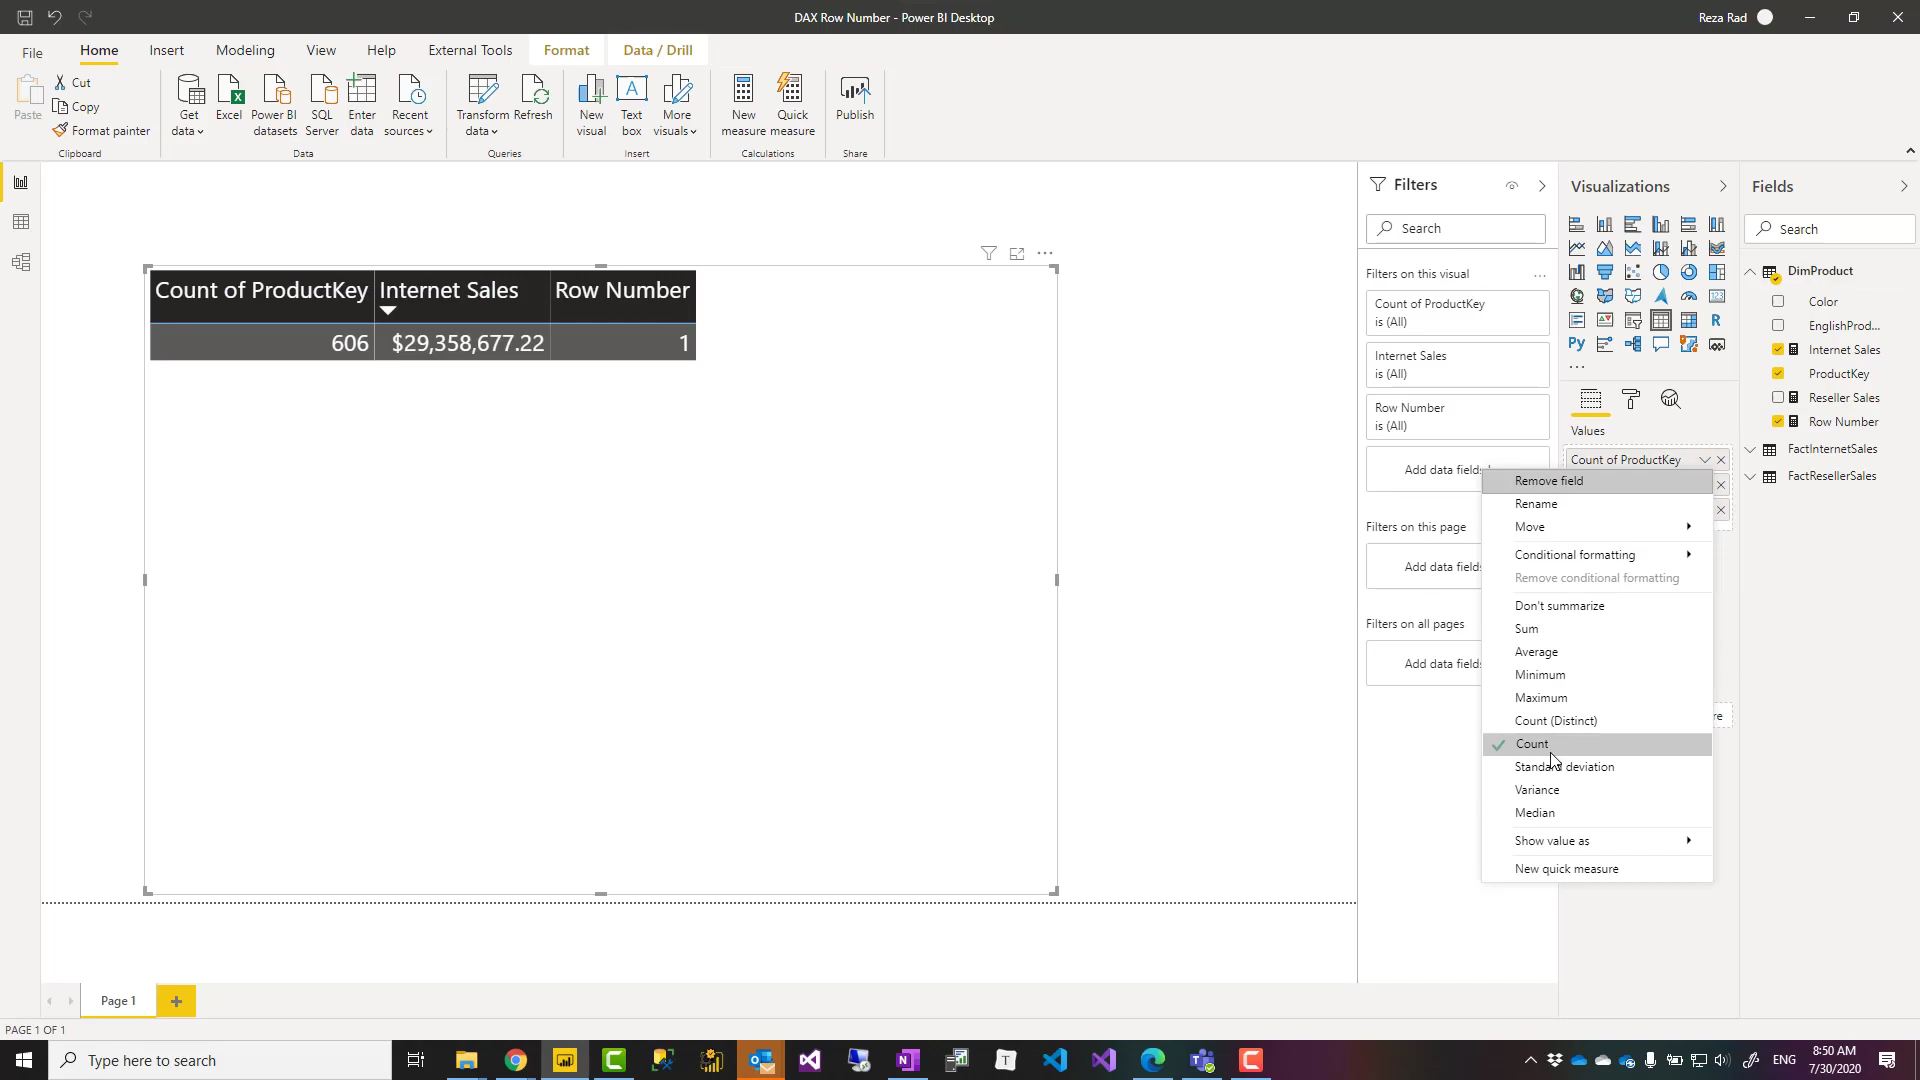 DAX Row Number - Power BI Desktop
Reza Rad
File
Home
Insert
Modeling
View
Help
External Tools
Format
Data / Drill
Paste
Cut
Copy
Format painter
Clipboard
Get data
Excel
Power BI datasets
SQL Server
Enter data
Recent sources
Data
Transform data
Refresh
Queries
New visual
Text box
More visuals
Insert
New measure
Quick measure
Calculations
Publish
Share
Count of ProductKey Internet Sales Row Number
606 $29,358,677.22 1
Filters
Search
Filters on this visual
Count of ProductKey
is (All)
Internet Sales
is (All)
Row Number
is (All)
Add data fields
Filters on this page
Add data fields
Filters on all pages
Add data fields
Visualizations
R
Py
Values
Count of ProductKey
Remove field
Rename
Move
Conditional formatting
Remove conditional formatting
Don't summarize
Sum
Average
Minimum
Maximum
Count (Distinct)
Count
Standard deviation
Variance
Median
Show value as
New quick measure
re
Fields
Search
DimProduct
Color
EnglishProd...
Internet Sales
ProductKey
Reseller Sales
Row Number
FactInternetSales
FactResellerSales
Page 1
PAGE 1 OF 1
Type here to search
ENG
8:50 AM
7/30/2020